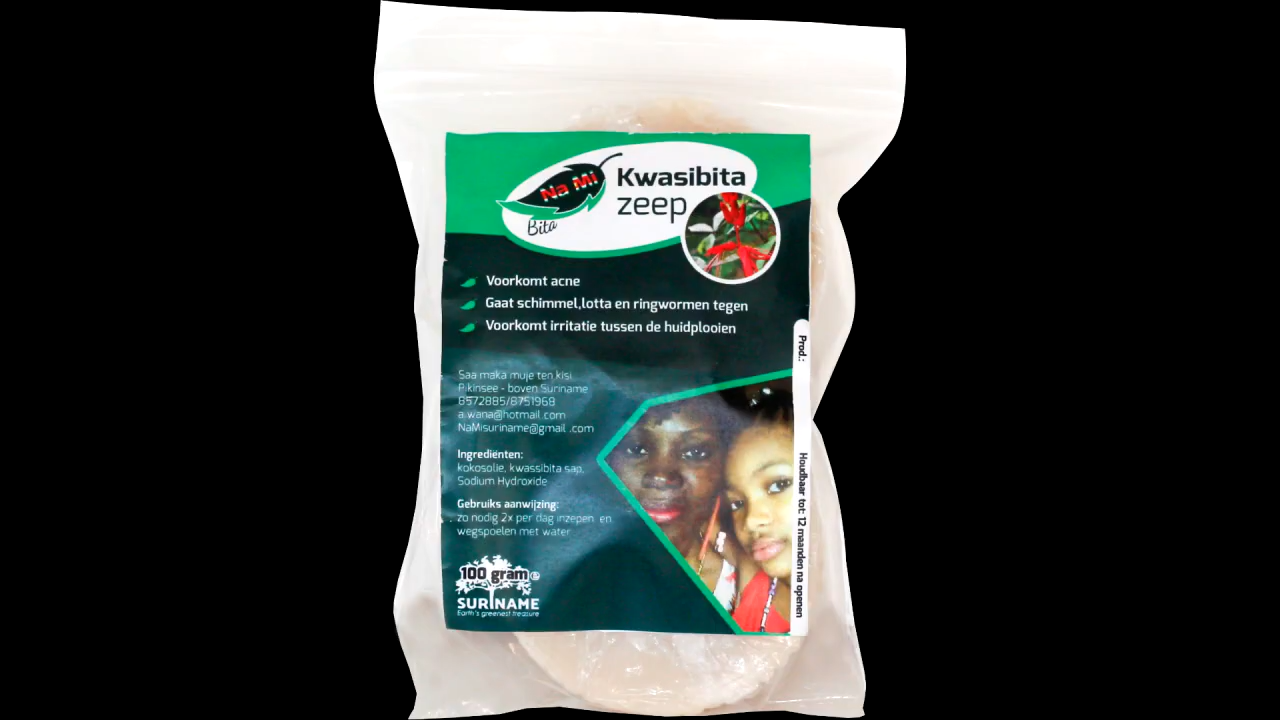 Na Mi
Bita
Kwasibita
zeep
Voorkomt acne
Gaat schimmel,lotta en ringwormen tegen
Voorkomt irritatie tussen de huidplooien
Saa maka muje ten kisi
Pikinsee - boven Suriname
8572885/8751968
a.wana@hotmail.com
NaMisuriname@gmail .com
Ingrediënten:
kokosolie, kwassibita sap,
Sodium Hydroxide
Gebruiks aanwijzing:
zo nodig 2x per dag inzepen en
wegspoelen met water
100 gram e
SURINAME
Earth's greenest treasure
Prod.:
Houdbaar tot: 12 maanden na openen